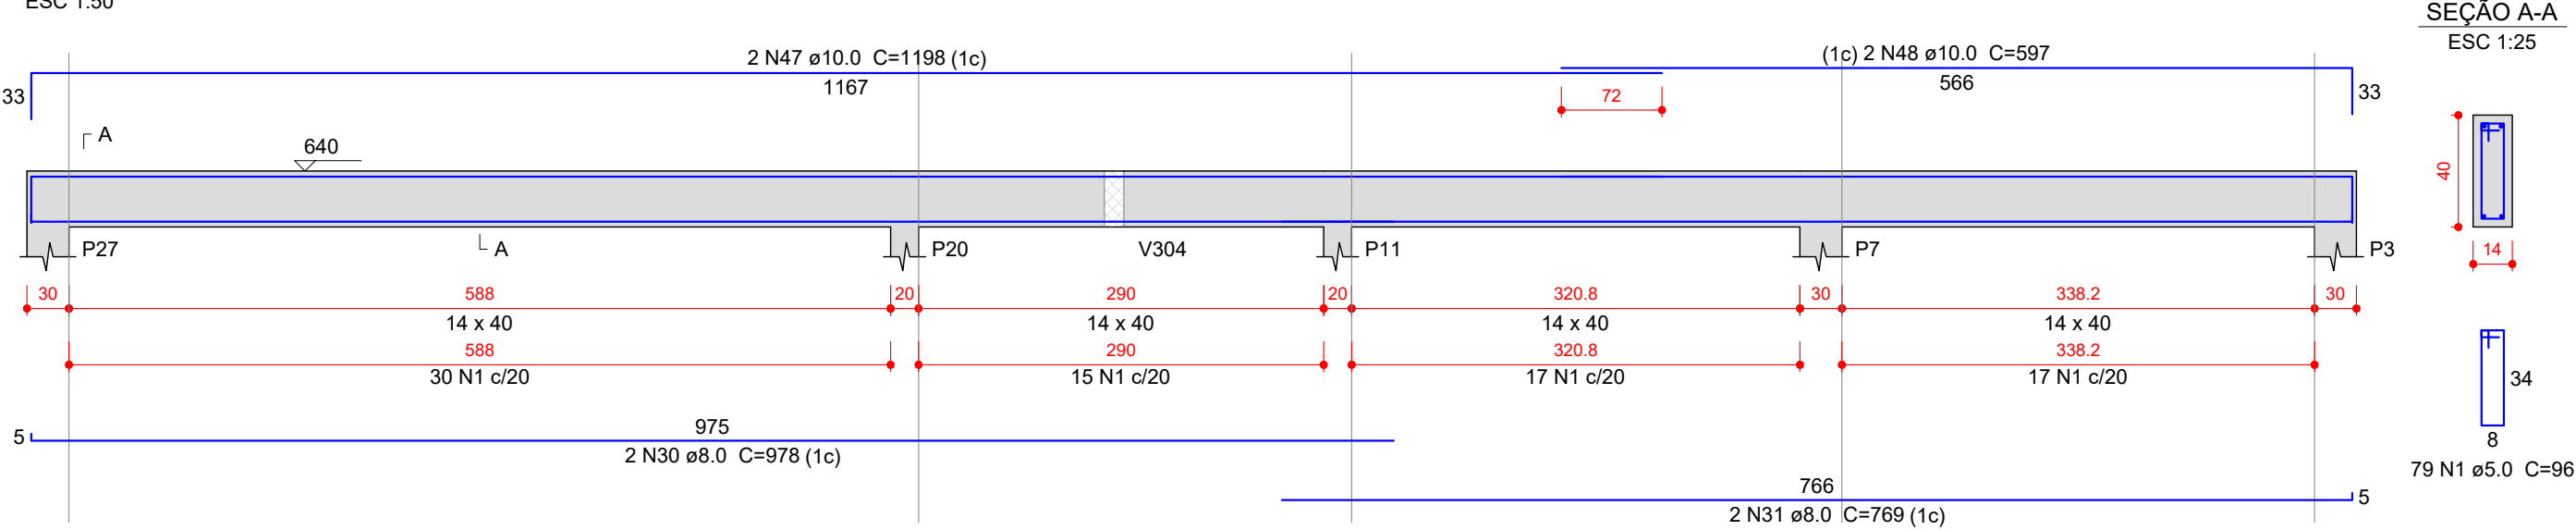 ESC 1:50
SEÇÃO A-A
ESC 1:25
2 N47 ø10.0 C=1198 (1c)
1167
(1c) 2 N48 ø10.0 C=597
566
33
33
72
A
640
40
14
A
P27
P20
V304
P11
P7
P3
30
588
20
290
20
320.8
30
338.2
30
14 x 40
14 x 40
14 x 40
14 x 40
588
290
320.8
338.2
30 N1 c/20
15 N1 c/20
17 N1 c/20
17 N1 c/20
34
8
79 N1 ø5.0 C=96
5
975
2 N30 ø8.0 C=978 (1c)
766
5
2 N31 ø8.0 C=769 (1c)